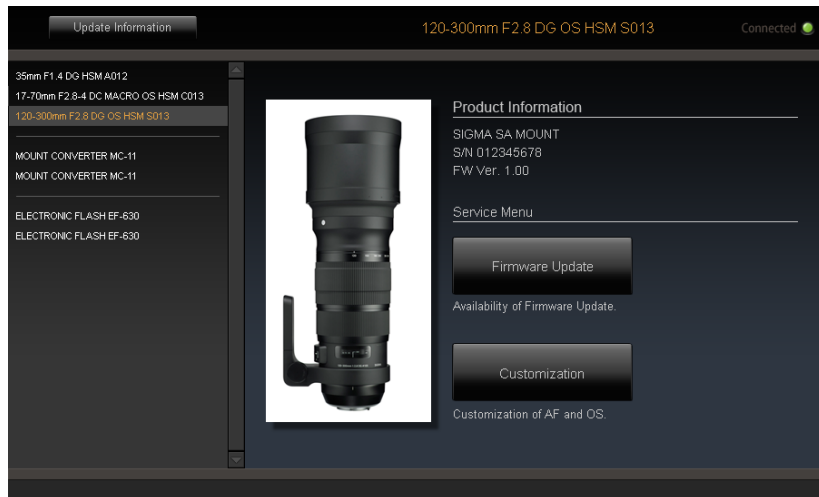 Update Information
120-300mm F2.8 DG OS HSM S013
Connected
35mm F1.4 DG HSM A012
17-70mm F2.8-4 DC MACRO OS HSM C013
120-300mm F2.8 DG OS HSM S013
MOUNT CONVERTER MC-11
MOUNT CONVERTER MC-11
ELECTRONIC FLASH EF-630
ELECTRONIC FLASH EF-630
Product Information
SIGMA SA MOUNT
S/N 012345678
FW Ver. 1.00
Service Menu
Firmware Update
Availability of Firmware Update.
Customization
Customization of AF and OS.